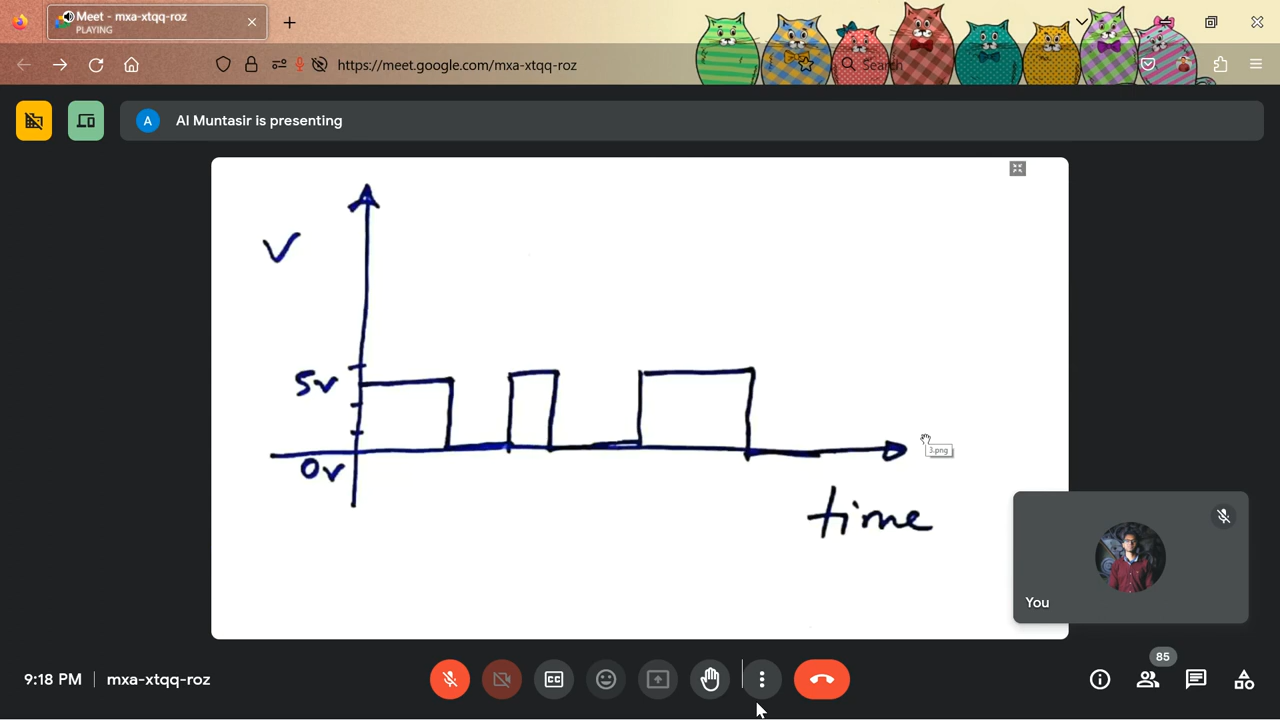 Meet - mxa-xtqq-roz
PLAYING
https://meet.google.com/mxa-xtqq-roz
Search
A
Al Muntasir is presenting
V
5v
0v
3.png
time
You
85
9:18 PM
mxa-xtqq-roz
CC